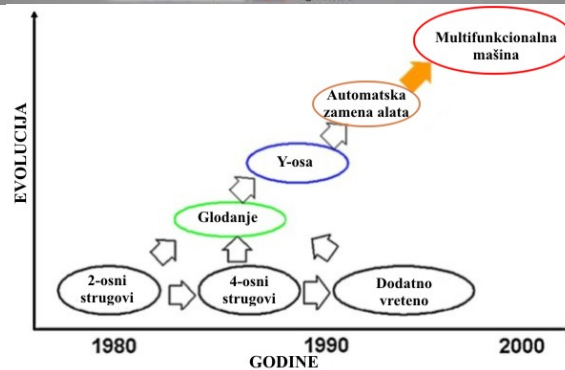 Multifunkcionalna
mašina
Automatska
zamena alata
Y-osa
Glodanje
2-osni
strugovi
4-osni
strugovi
Dodatno
vreteno
EVOLUCIJA
1980
1990
2000
GODINE